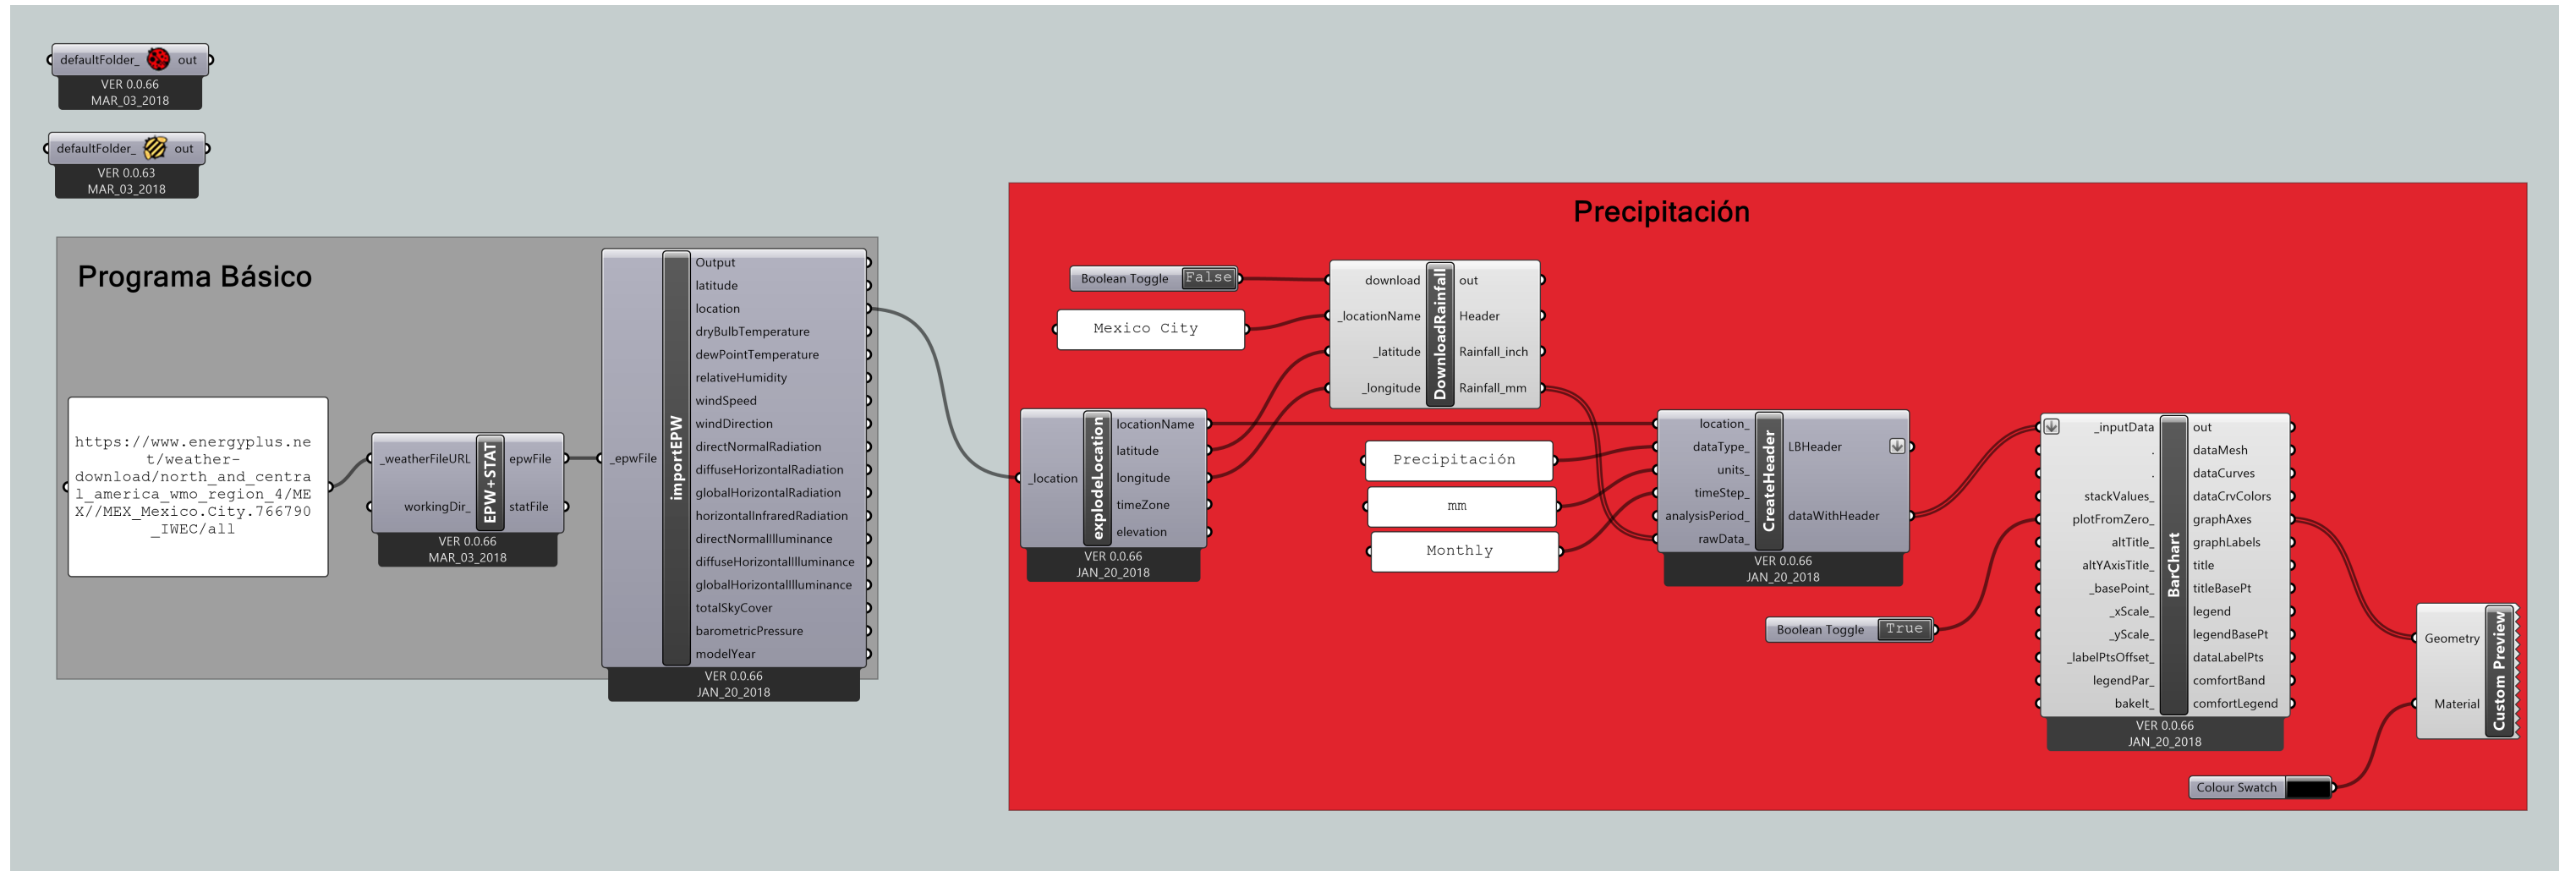 defaultFolder_ out
VER 0.0.66
MAR_03_2018
defaultFolder_ out
VER 0.0.63
MAR_03_2018
Programa Básico
https://www.energyplus.ne
t/weather-
download/north_and_centra
l_america_wmo_region_4/ME
X//MEX_Mexico.City.766790
_IWEC/all
_weatherFileURL
workingDir_
EPW+STAT
epwFile
statFile
VER 0.0.66
MAR_03_2018
_epwFile
importEPW
Output
latitude
location
dryBulbTemperature
dewPointTemperature
relativeHumidity
windSpeed
windDirection
directNormalRadiation
diffuseHorizontalRadiation
globalHorizontalRadiation
horizontalInfraredRadiation
directNormalIlluminance
diffuseHorizontalIlluminance
globalHorizontalIlluminance
totalSkyCover
barometricPressure
modelYear
VER 0.0.66
JAN_20_2018
Precipitación
Boolean Toggle False
Mexico City
download
_locationName
_latitude
_longitude
DownloadRainfall
out
Header
Rainfall_inch
Rainfall_mm
_location
explodeLocation
locationName
latitude
longitude
timeZone
elevation
VER 0.0.66
JAN_20_2018
Precipitación
mm
Monthly
location_
dataType_
units_
timeStep_
analysisPeriod_
rawData_
CreateHeader
LBHeader
dataWithHeader
VER 0.0.66
JAN_20_2018
Boolean Toggle True
_inputData
.
.
stackValues_
plotFromZero_
altTitle_
altYAxisTitle_
_basePoint_
_xScale_
_yScale_
_labelPtsOffset_
legendPar_
bakeIt_
BarChart
out
dataMesh
dataCurves
dataCrvColors
graphAxes
graphLabels
title
titleBasePt
legend
legendBasePt
dataLabelPts
comfortBand
comfortLegend
VER 0.0.66
JAN_20_2018
Geometry
Material
Custom Preview
Colour Swatch